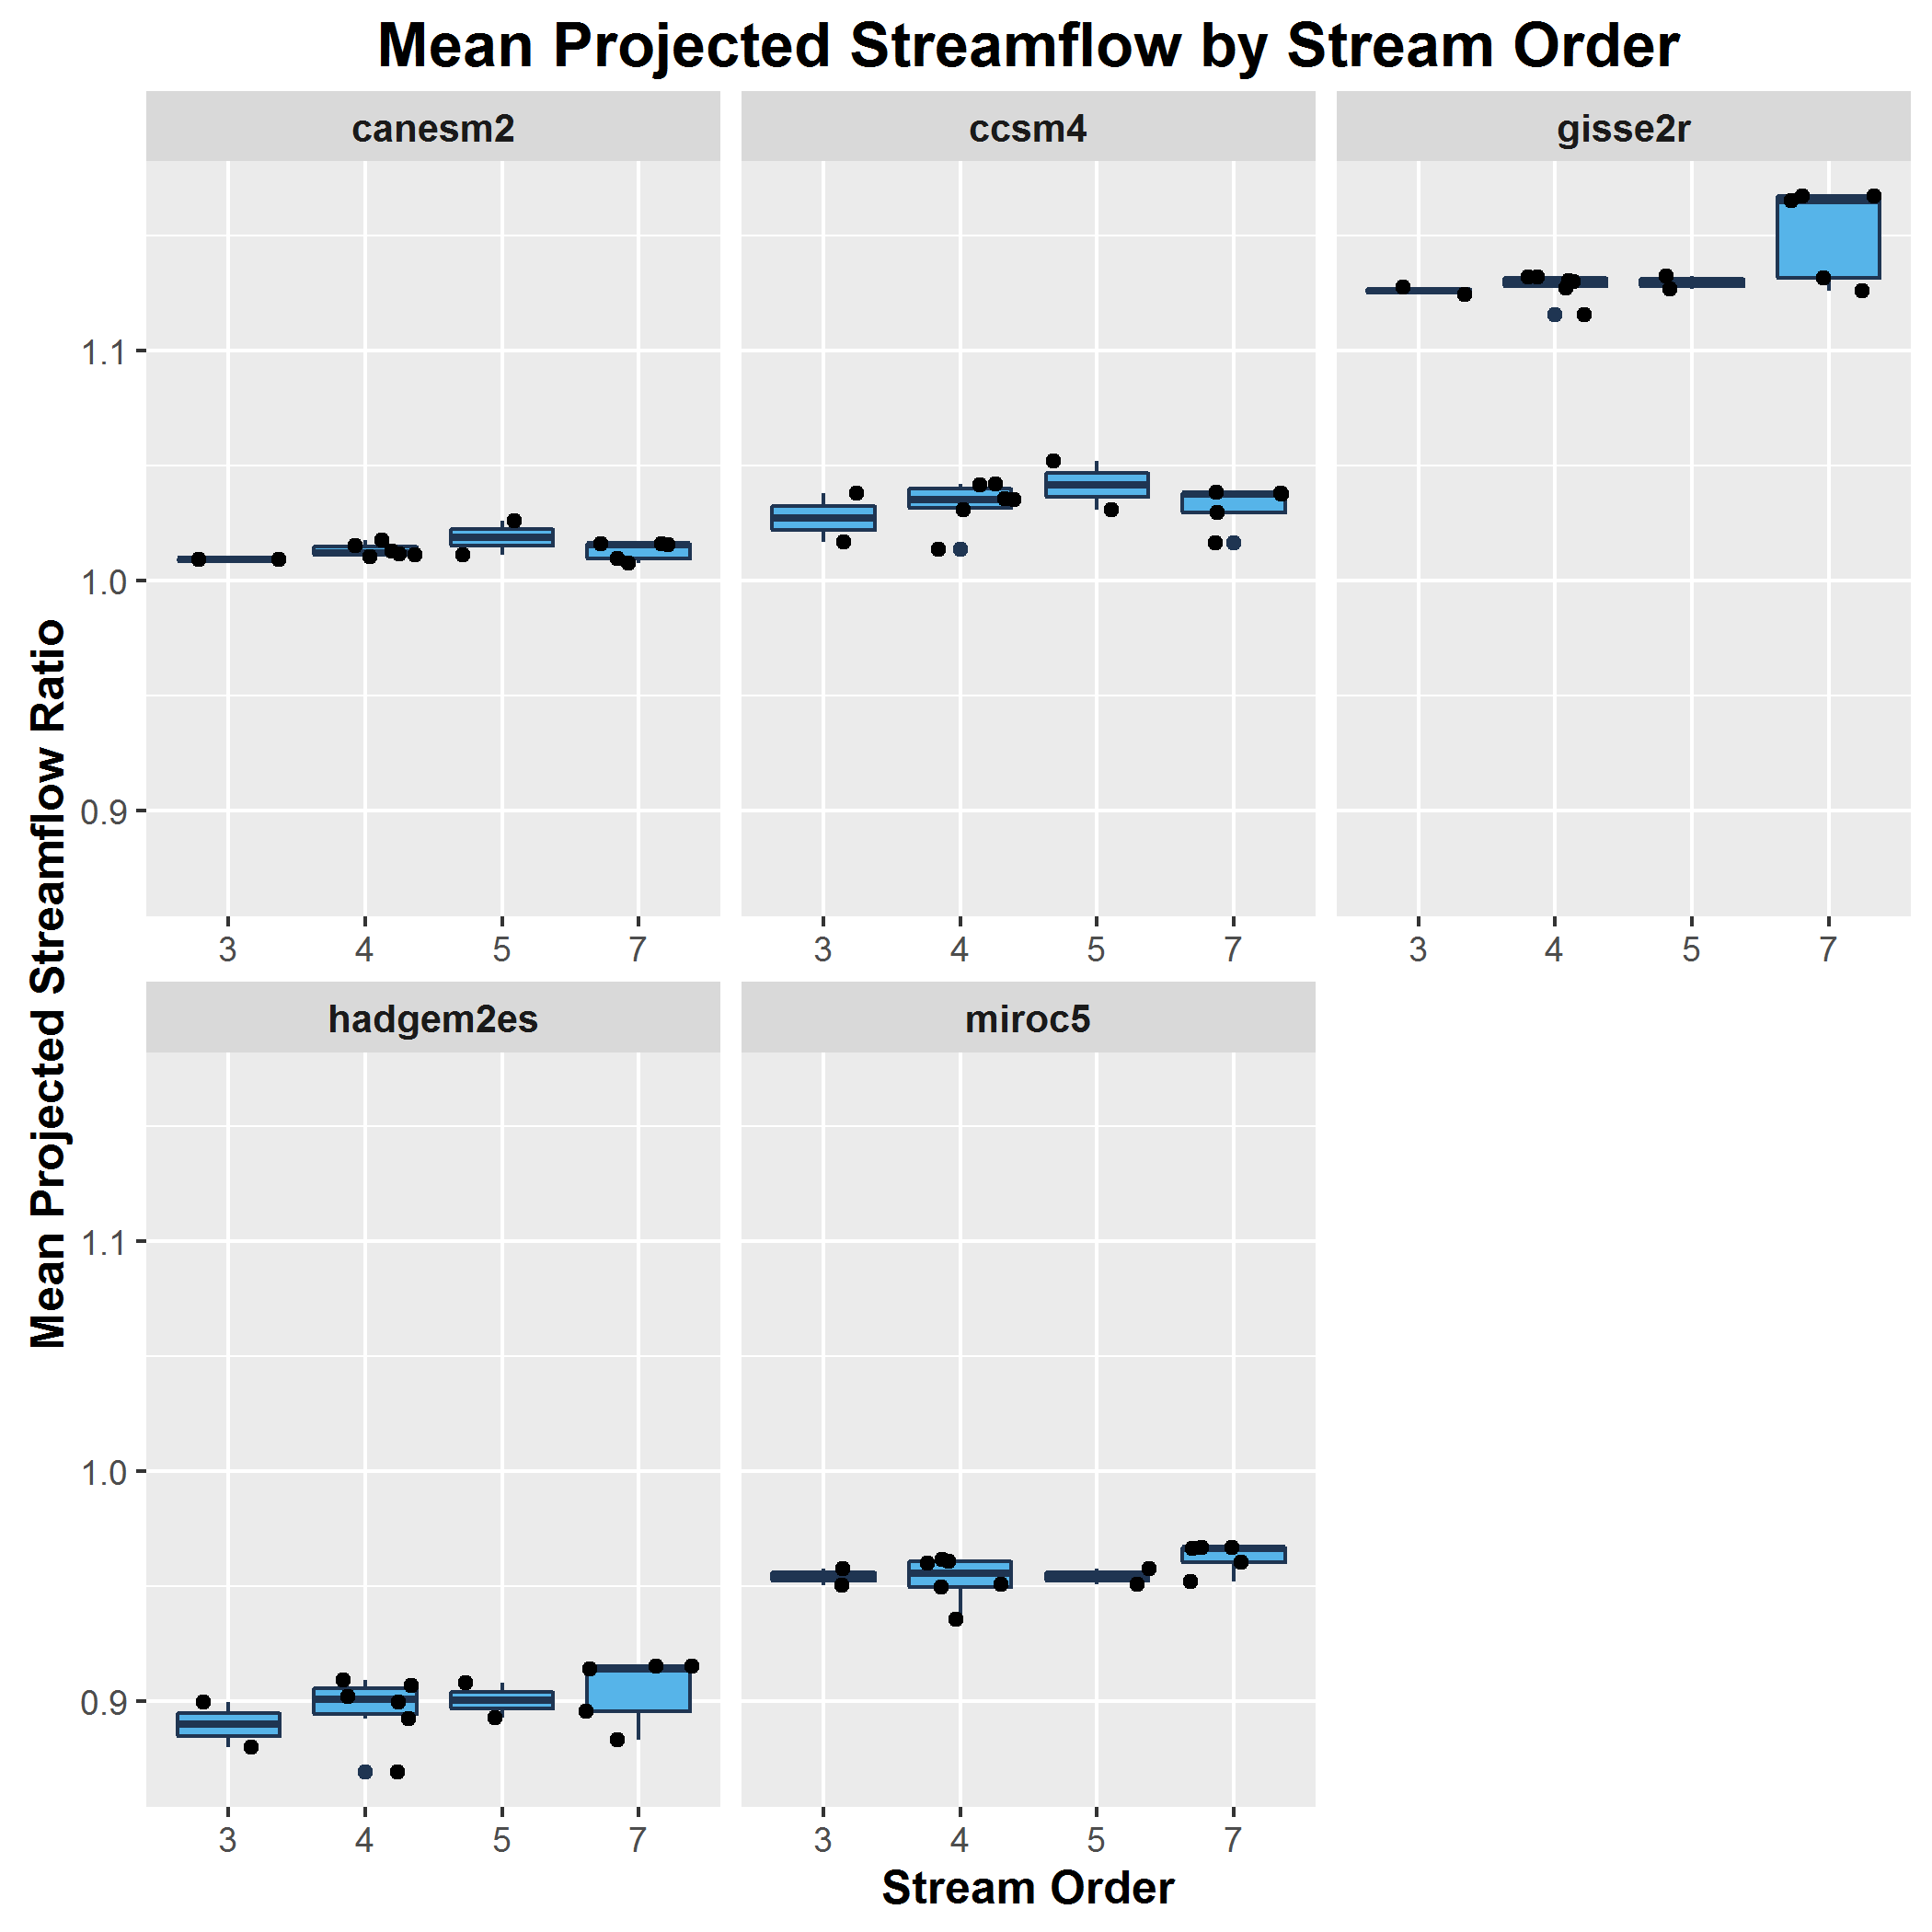 Mean Projected Streamflow by Stream Order
canesm2
ccsm4
gisse2r
1.1
1.0
0.9
3 4 5 7
3 4 5 7
3 4 5 7
Mean Projected Streamflow Ratio
hadgem2es
miroc5
1.1
1.0
0.9
3 4 5 7
3 4 5 7
Stream Order